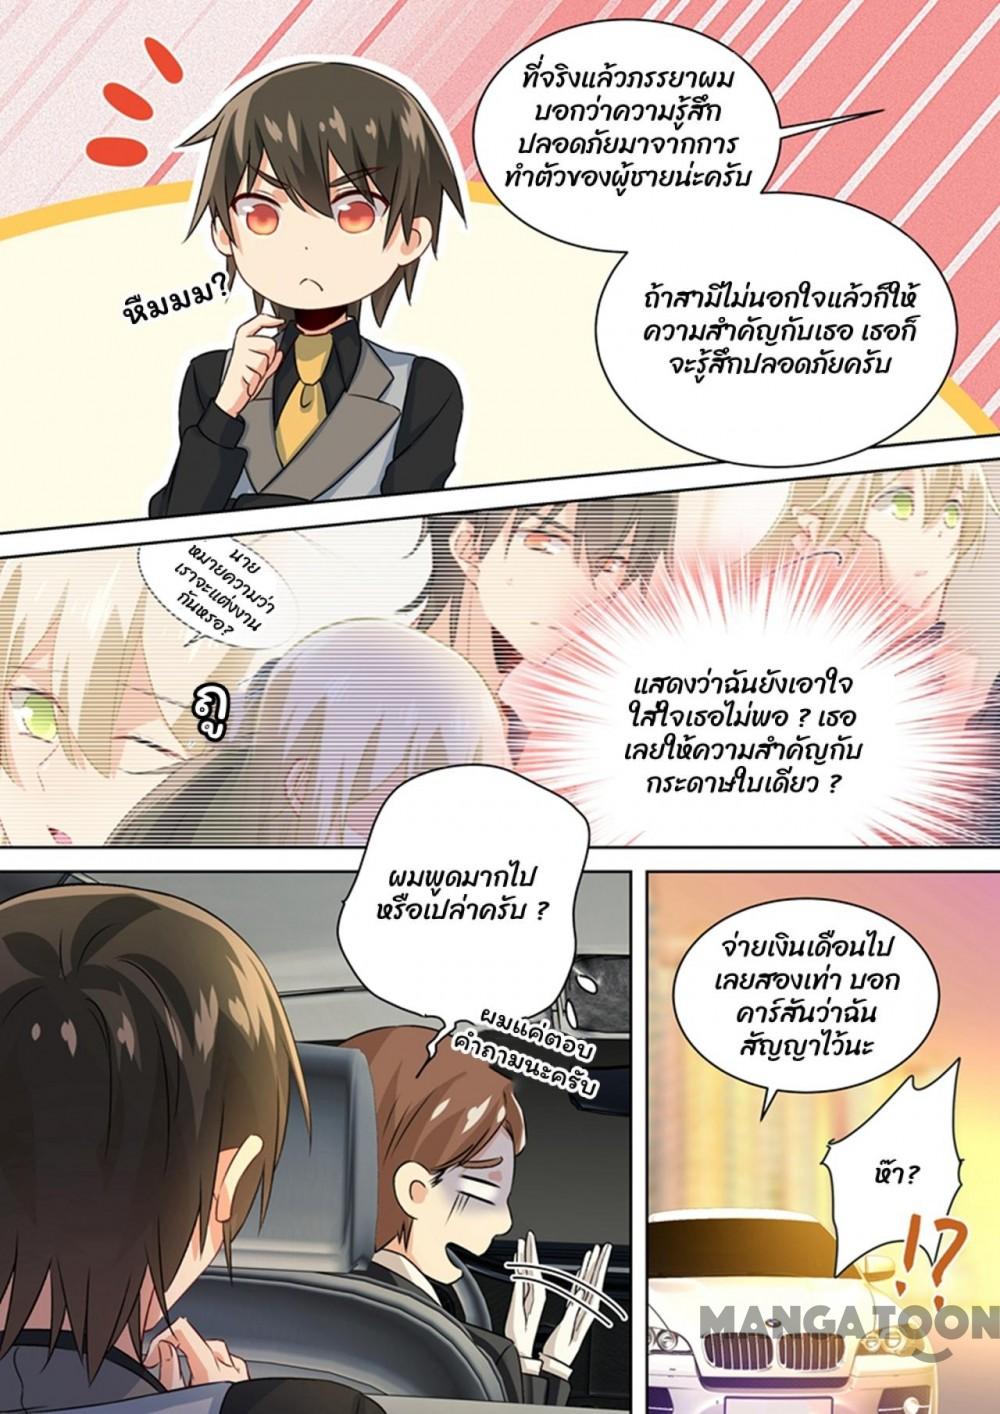 ที่จริงแล้วภรรยาผม
บอกว่าความรู้สึก
ปลอดภัยมาจากการ
ทำตัวของผู้ชายน่ะครับ
หืมมม?
ถ้าสามีไม่นอกใจแล้วก็ให้
ความสำคัญกับเธอ เธอก็
จะรู้สึกปลอดภัยครับ
นาย
หมายความว่า
เราจะแต่งงาน
กันหรอ?
ถู
แสดงว่าฉันยังเอาใจ
ใส่ใจเธอไม่พอ ? เธอ
เลยให้ความสำคัญกับ
กระดาษใบเดียว ?
ผมพูดมากไป
หรือเปล่าครับ ?
ผมแค่ตอบ
คำถามนะครับ
จ่ายเงินเดือนไป
เลยสองเท่า บอก
คาร์สันว่าฉัน
สัญญาไว้นะ
ห๊า?
!?
MANGATOON